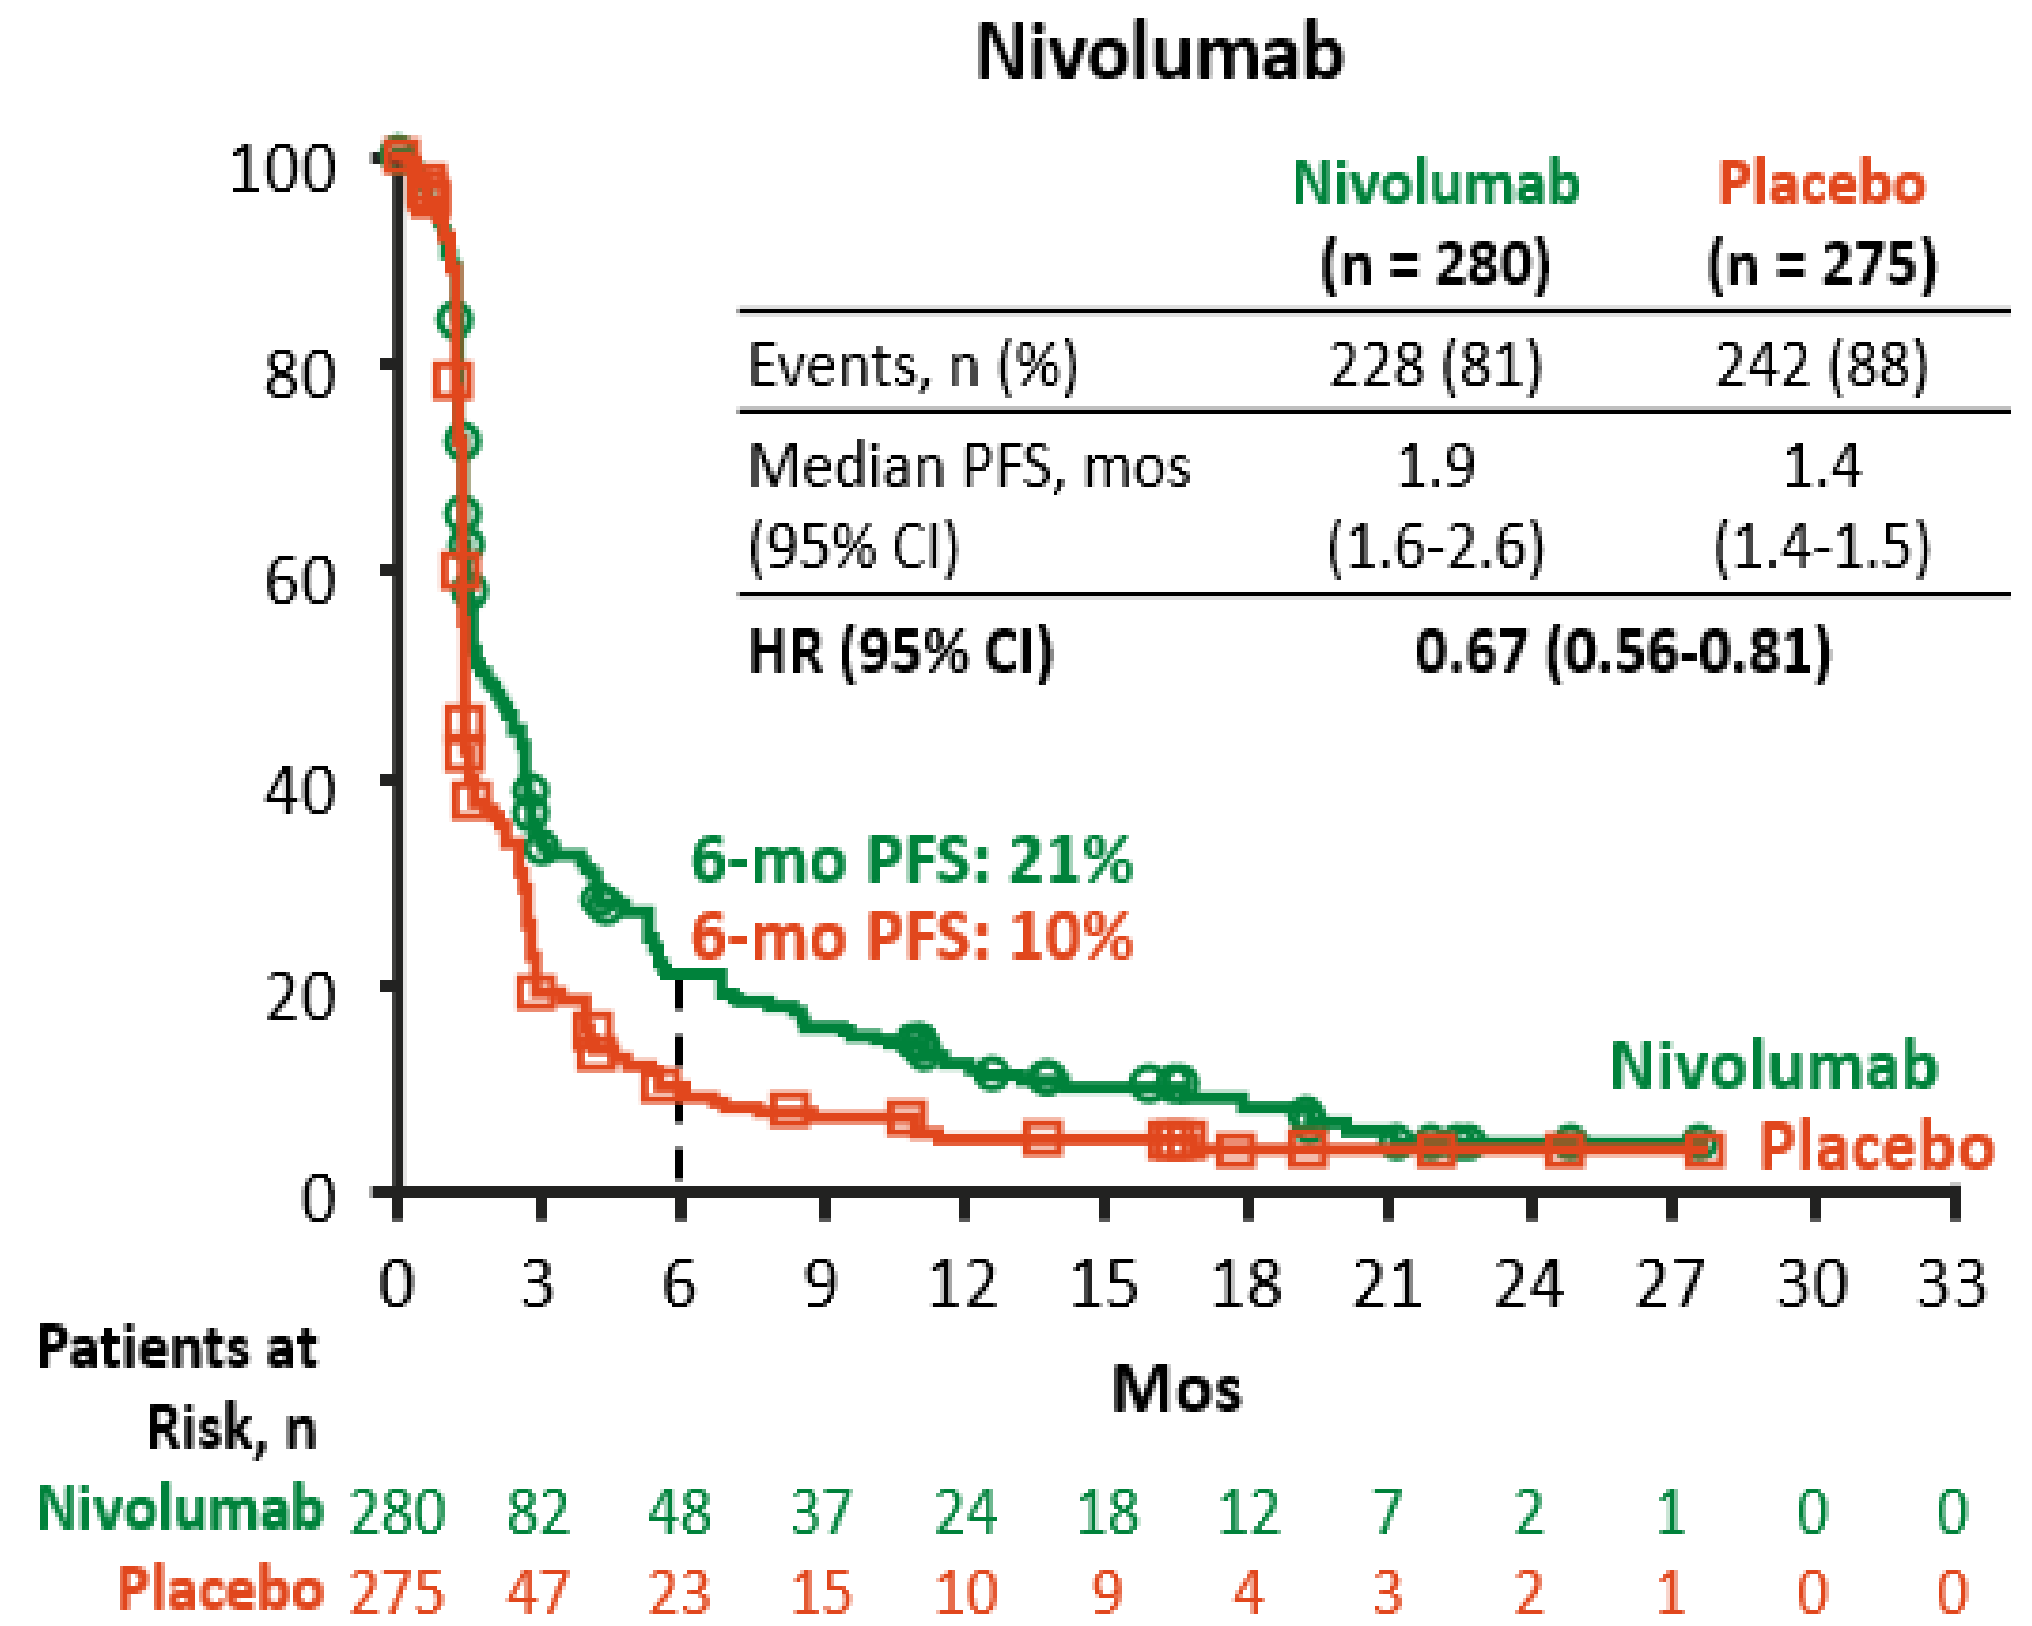 Nivolumab
Nivolumab Placebo
(n = 280) (n = 275)
Events, n (%) 228 (81) 242 (88)
Median PFS, mos 1.9 1.4
(95% CI) (1.6-2.6) (1.4-1.5)
HR (95% CI) 0.67 (0.56-0.81)
100
80
60
40
20
0
6-mo PFS: 21%
6-mo PFS: 10%
Nivolumab
Placebo
0 3 6 9 12 15 18 21 24 27 30 33
Mos
Patients at
Risk, n
Nivolumab 280 82 48 37 24 18 12 7 2 1 0 0
Placebo 275 47 23 15 10 9 4 3 2 1 0 0